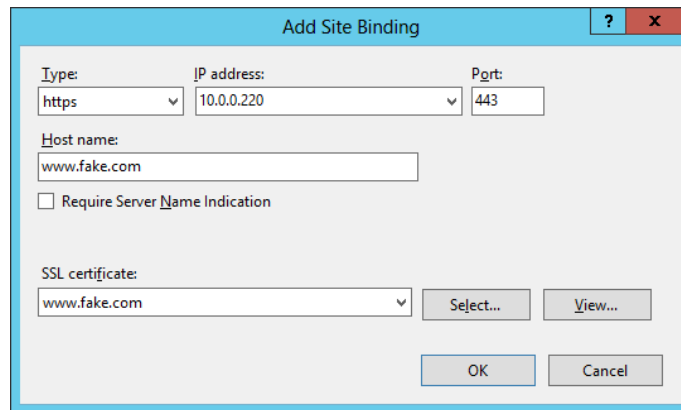 Add Site Binding
? x
Type: IP address: Port:
https 10.0.0.220 443
Host name:
www.fake.com
Require Server Name Indication
SSL certificate:
www.fake.com Select... View...
OK Cancel